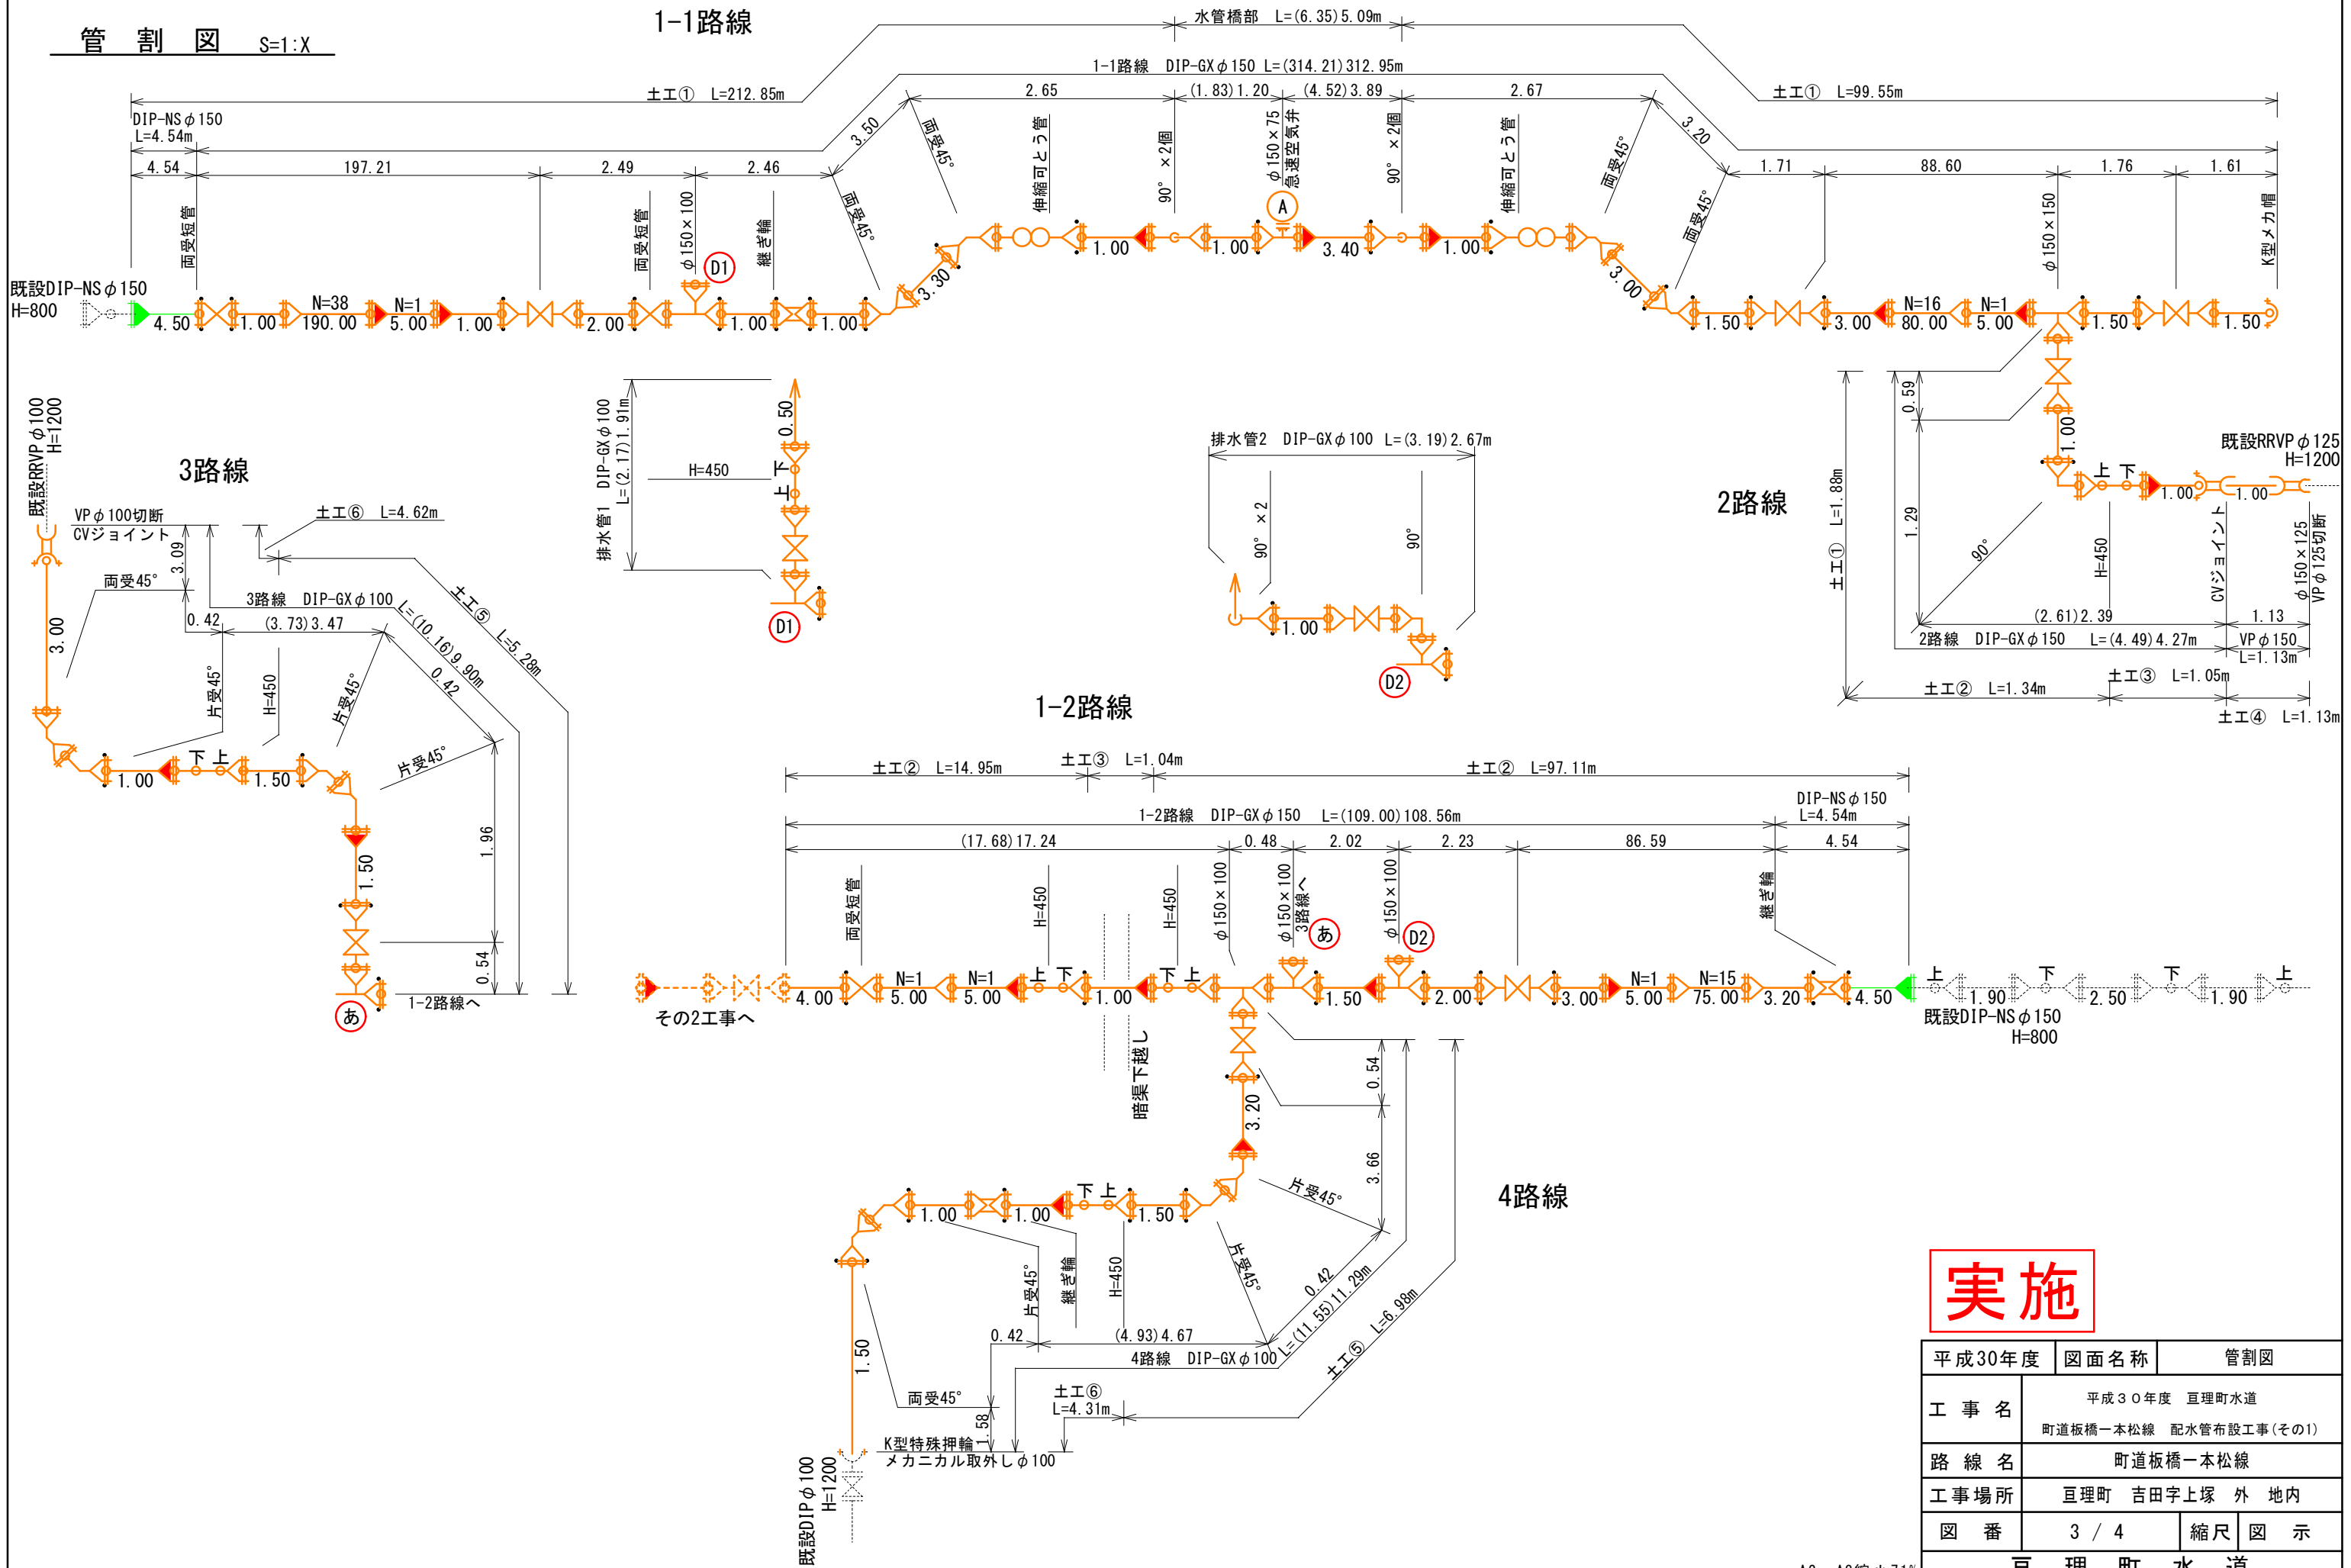 管割図 S=1:X
1-1路線
水管橋部 L=(6.35)5.09m
1-1路線 DIP-GXφ150 L=(314.21)312.95m
土工① L=212.85m
土工① L=99.55m
2.65
(1.83)1.20
(4.52)3.89
2.67
DIP-NSφ150
L=4.54m
3.50
3.20
4.54
197.21
2.49
2.46
1.71
88.60
1.76
1.61
両受短管
両受短管
φ150×100
継ぎ輪
両受45°
両受45°
伸縮可とう管
90°×2個
φ150×75
急速空気弁
90°×2個
伸縮可とう管
両受45°
両受45°
φ150×150
K型メカ帽
A
D1
既設DIP-NSφ150
H=800
4.50
1.00
N=38
190.00
N=1
5.00
1.00
2.00
1.00
1.00
3.30
1.00
1.00
3.40
1.00
3.00
1.50
3.00
N=16
80.00
N=1
5.00
1.50
1.50
3路線
既設RRVPφ100
H=1200
VPφ100切断
CVジョイント
土工⑥ L=4.62m
3.09
両受45°
3路線 DIP-GXφ100
L=(10.16)9.90m
土工⑤ L=5.28m
0.42
(3.73)3.47
0.42
3.00
片受45°
H=450
片受45°
片受45°
下 上
1.00
1.50
1.96
1.50
0.54
あ
1-2路線へ
排水管1 DIP-GXφ100
L=(2.17)1.91m
0.50
H=450
下
上
D1
排水管2 DIP-GXφ100 L=(3.19)2.67m
90°×2
90°
1.00
D2
2路線
土工① L=1.88m
0.59
1.29
1.00
既設RRVPφ125
H=1200
上 下
1.00
1.00
90°
H=450
CVジョイント
φ150×125
VPφ125切断
(2.61)2.39
1.13
2路線 DIP-GXφ150 L=(4.49)4.27m
VPφ150
L=1.13m
土工② L=1.34m
土工③ L=1.05m
土工④ L=1.13m
1-2路線
土工② L=14.95m
土工③ L=1.04m
土工② L=97.11m
1-2路線 DIP-GXφ150 L=(109.00)108.56m
DIP-NSφ150
L=4.54m
(17.68)17.24
0.48
2.02
2.23
86.59
4.54
両受短管
H=450
H=450
φ150×100
φ150×100
3路線へ
あ
φ150×100
D2
継ぎ輪
その2工事へ
4.00
N=1
5.00
N=1
5.00
上 下
1.00
下 上
1.50
2.00
3.00
N=1
5.00
N=15
75.00
3.20
4.50
上
1.90
下
2.50
下
1.90
上
既設DIP-NSφ150
H=800
暗渠下越し
4路線
0.54
3.20
3.66
片受45°
片受45°
0.42
L=(11.55)11.29m
土工⑤ L=6.98m
下 上
1.00
1.00
1.50
片受45°
継ぎ輪
H=450
0.42
(4.93)4.67
4路線 DIP-GXφ100
両受45°
1.50
1.58
土工⑥
L=4.31m
K型特殊押輪
メカニカル取外しφ100
既設DIPφ100
H=1200
実施
平成30年度 図面名称 管割図
工事名 平成30年度 亘理町水道
町道板橋一本松線 配水管布設工事(その1)
路線名 町道板橋一本松線
工事場所 亘理町 吉田字上塚 外 地内
図番 3 / 4 縮尺 図示
亘理町水道